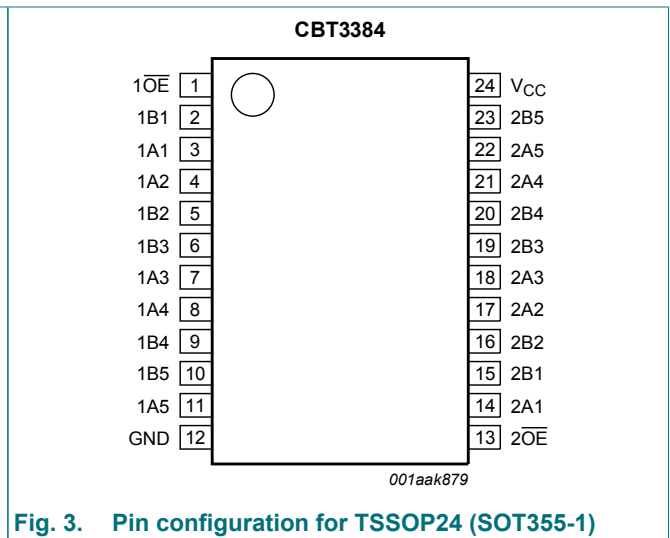 CBT3384
1O̅E̅ 1 24 VCC
1B1 2 23 2B5
1A1 3 22 2A5
1A2 4 21 2A4
1B2 5 20 2B4
1B3 6 19 2B3
1A3 7 18 2A3
1A4 8 17 2A2
1B4 9 16 2B2
1B5 10 15 2B1
1A5 11 14 2A1
GND 12 13 2O̅E̅
001aak879
Fig. 3. Pin configuration for TSSOP24 (SOT355-1)